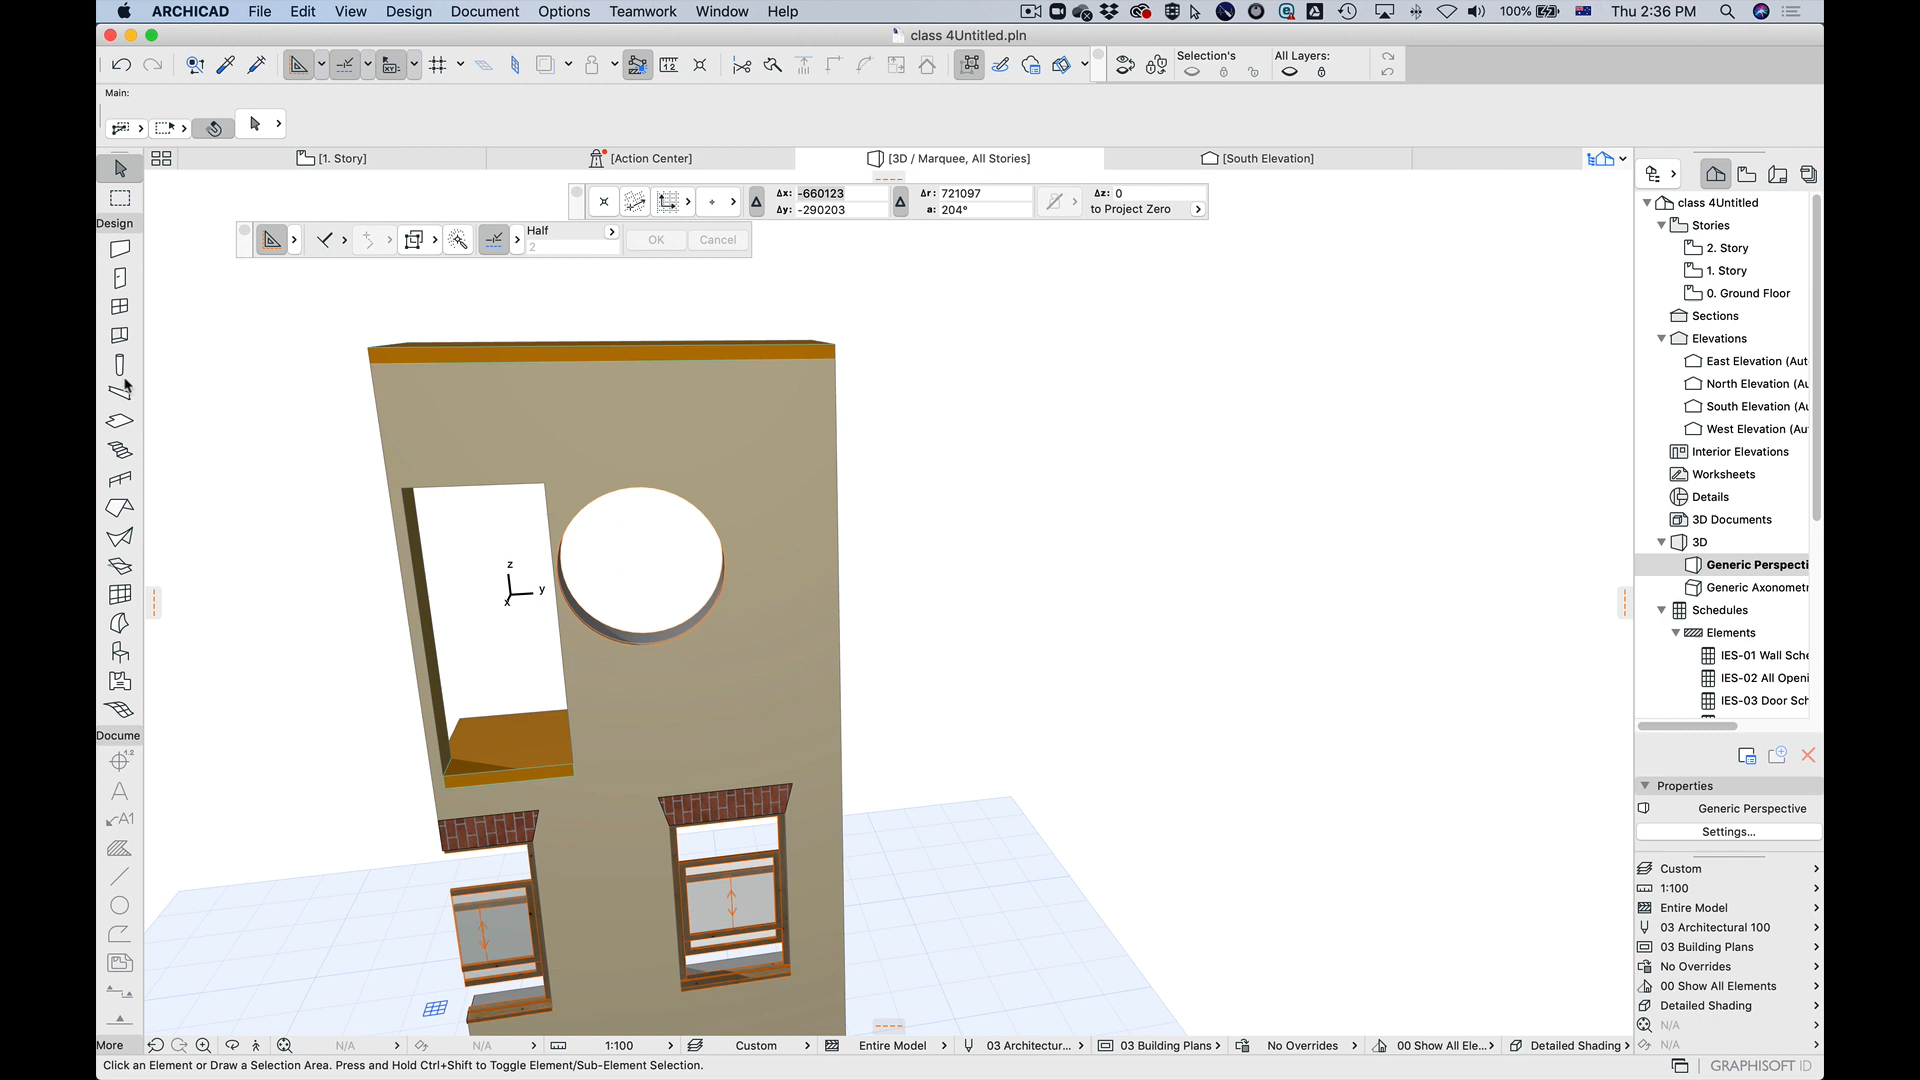 ARCHICAD File Edit View Design Document Options Teamwork Window Help 100% Thu 2:36 PM
class 4Untitled.pln
Selection's
All Layers:
Main:
[1. Story]
[Action Center]
[3D / Marquee, All Stories]
[South Elevation]
Δx: -660123
Δy: -290203
Δr: 721097
a: 204°
Δz: 0
to Project Zero
Half
2
OK
Cancel
Design
Docume
More
z
y
x
class 4Untitled
Stories
2. Story
1. Story
0. Ground Floor
Sections
Elevations
East Elevation (Aut
North Elevation (Au
South Elevation (Au
West Elevation (Au
Interior Elevations
Worksheets
Details
3D Documents
3D
Generic Perspecti
Generic Axonomet
Schedules
Elements
IES-01 Wall Sche
IES-02 All Openi
IES-03 Door Sch
Properties
Generic Perspective
Settings...
Custom
1:100
Entire Model
03 Architectural 100
03 Building Plans
No Overrides
00 Show All Elements
Detailed Shading
N/A
N/A
N/A N/A 1:100 Custom Entire Model 03 Architectur... 03 Building Plans No Overrides 00 Show All Ele... Detailed Shading
Click an Element or Draw a Selection Area. Press and Hold Ctrl+Shift to Toggle Element/Sub-Element Selection.
GRAPHISOFT ID